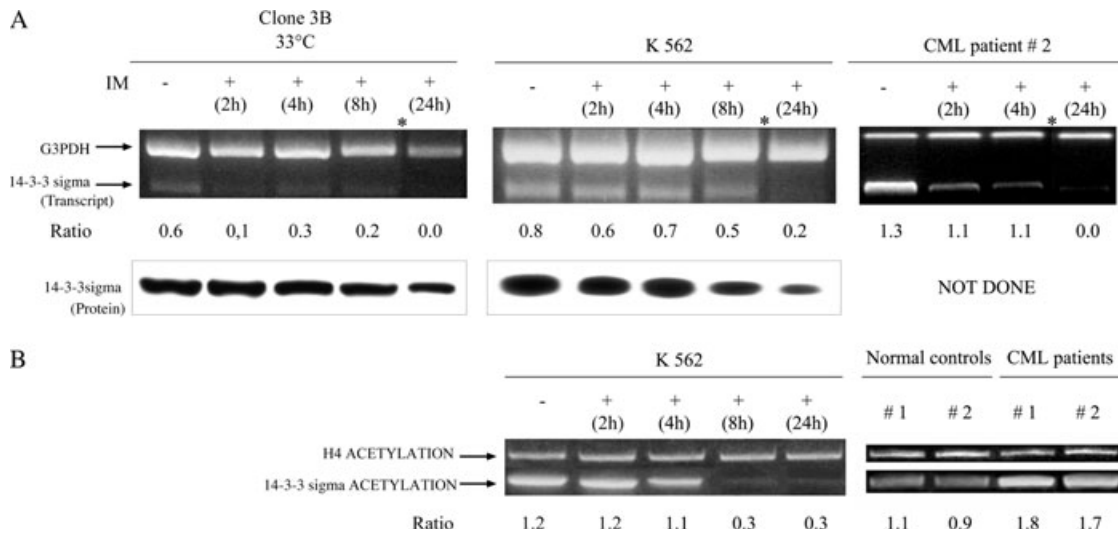 A
Clone 3B
33°C
K 562
CML patient # 2
IM - + + + +
(2h) (4h) (8h) (24h)
- + + + +
(2h) (4h) (8h) (24h)
- + + +
(2h) (4h) (24h)
* * *
G3PDH
14-3-3 sigma
(Transcript)
Ratio 0.6 0,1 0.3 0.2 0.0 0.8 0.6 0.7 0.5 0.2 1.3 1.1 1.1 0.0
14-3-3sigma
(Protein)
NOT DONE
B
K 562
Normal controls CML patients
- + + + +
(2h) (4h) (8h) (24h)
# 1 # 2 # 1 # 2
H4 ACETYLATION
14-3-3 sigma ACETYLATION
Ratio 1.2 1.2 1.1 0.3 0.3 1.1 0.9 1.8 1.7